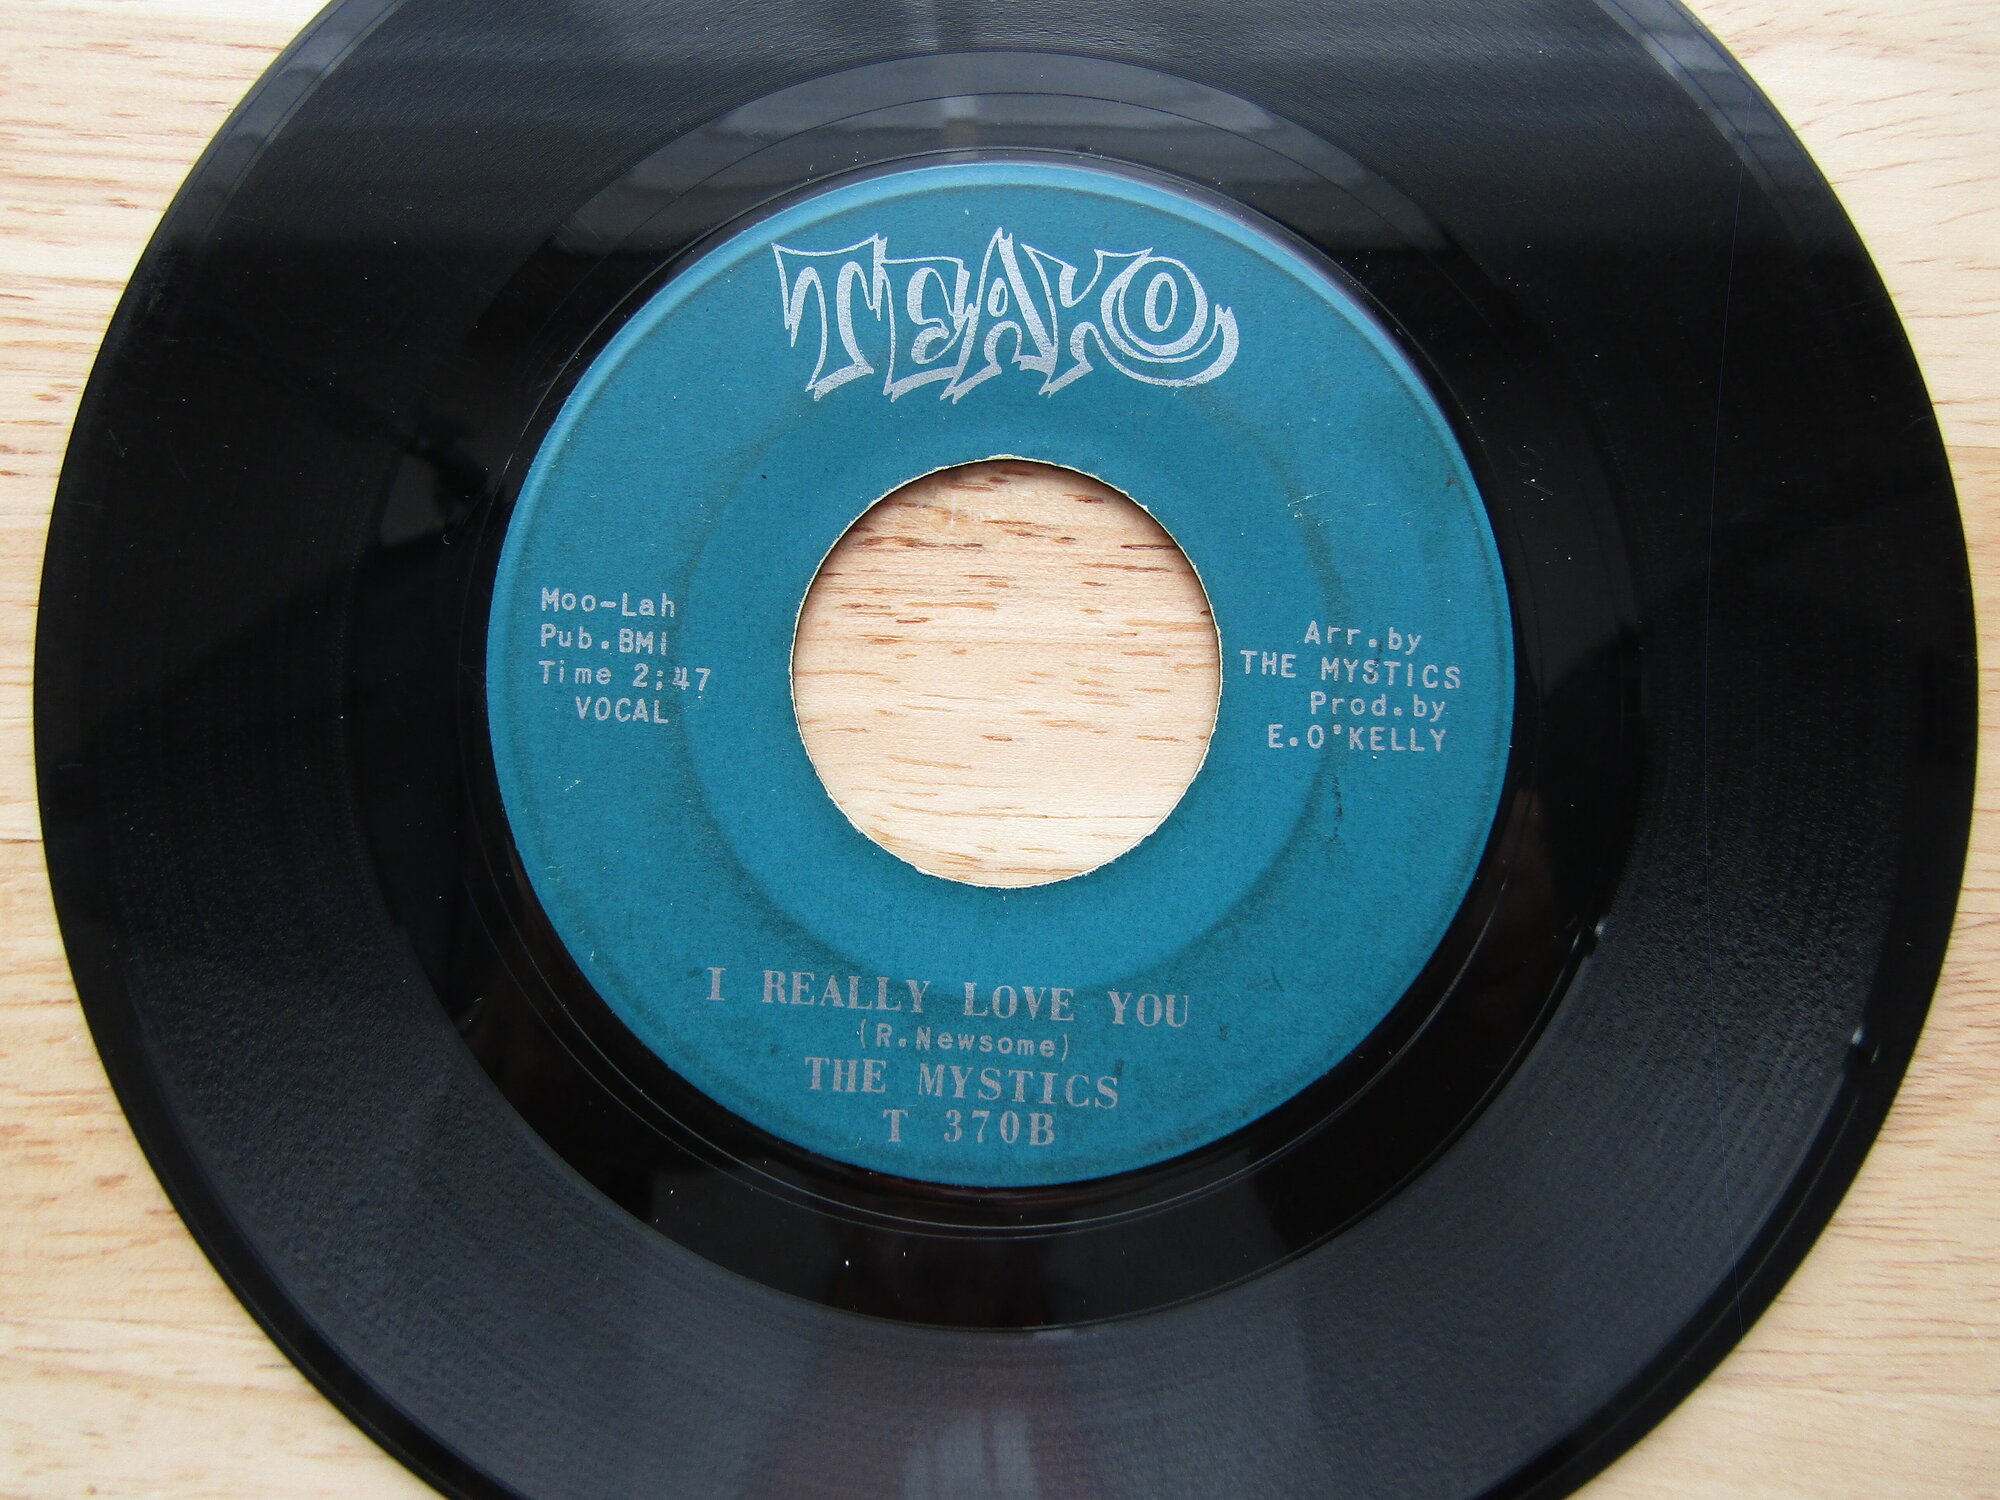 TEAKO
Moo-Lah
Pub.BMI
Time 2:47
VOCAL
Arr.by
THE MYSTICS
Prod.by
E.O'KELLY
I REALLY LOVE YOU
(R.Newsome)
THE MYSTICS
T 370B